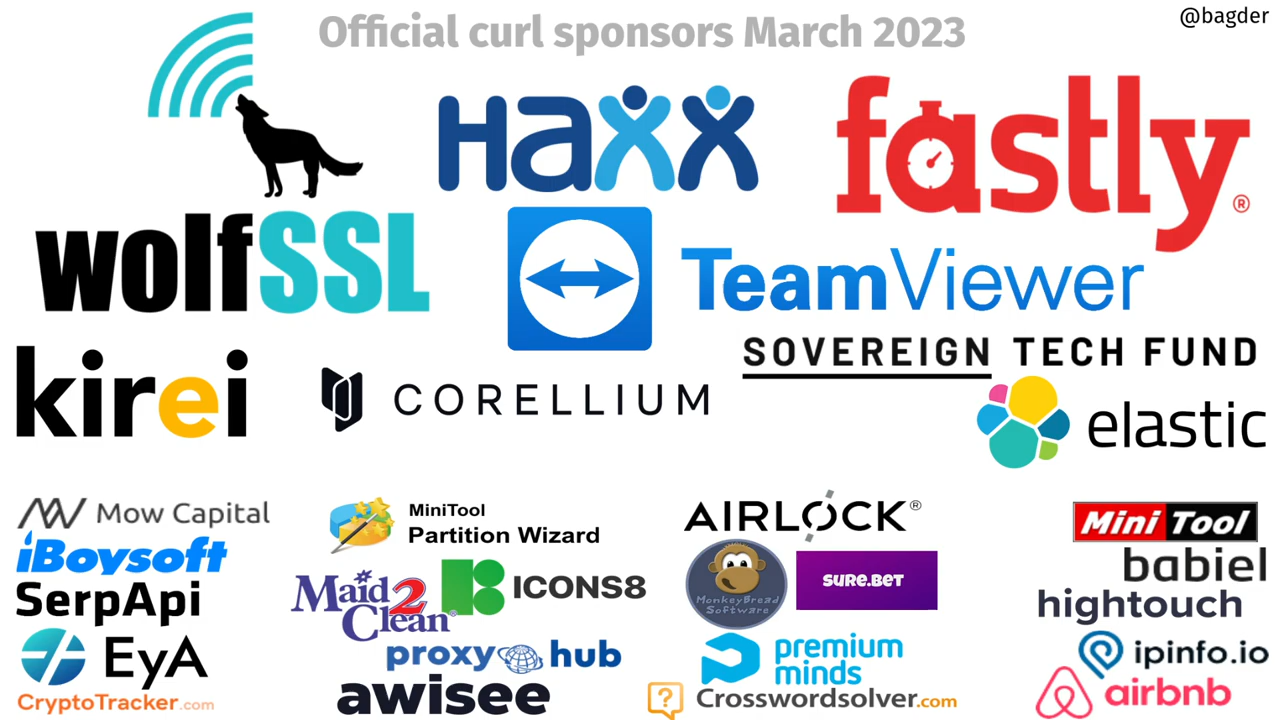 Official curl sponsors March 2023
@bagder
HaXX
fastly®
wolfSSL
TeamViewer
SOVEREIGN TECH FUND
kirei
CORELLIUM
elastic
Mow Capital
MiniTool
Partition Wizard
AIRLOCK®
MiniTool
iBoysoft
babiel
SerpApi
Maid2Clean®
ICONS8
MonkeyBread
Software
SURE.BET
hightouch
EyA
proxy hub
premium
minds
ipinfo.io
CryptoTracker.com
awisee
Crosswordsolver.com
airbnb